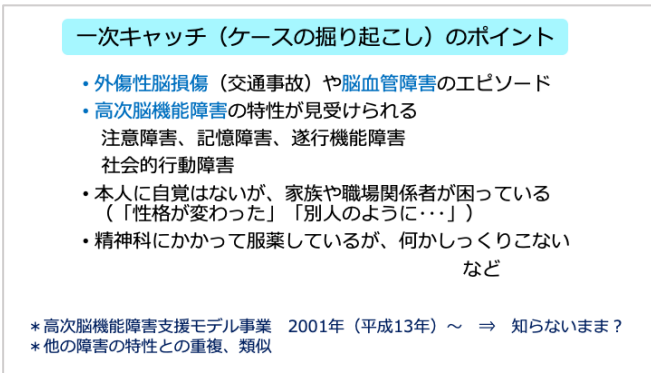 一次キャッチ（ケースの掘り起こし）のポイント
・外傷性脳損傷（交通事故）や脳血管障害のエピソード
・高次脳機能障害の特性が見受けられる
注意障害、記憶障害、遂行機能障害
社会的行動障害
・本人に自覚はないが、家族や職場関係者が困っている
（「性格が変わった」「別人のように･･･」）
・精神科にかかって服薬しているが、何かしっくりこない
など
＊高次脳機能障害支援モデル事業　2001年（平成13年）～　⇒　知らないまま？
＊他の障害の特性との重複、類似